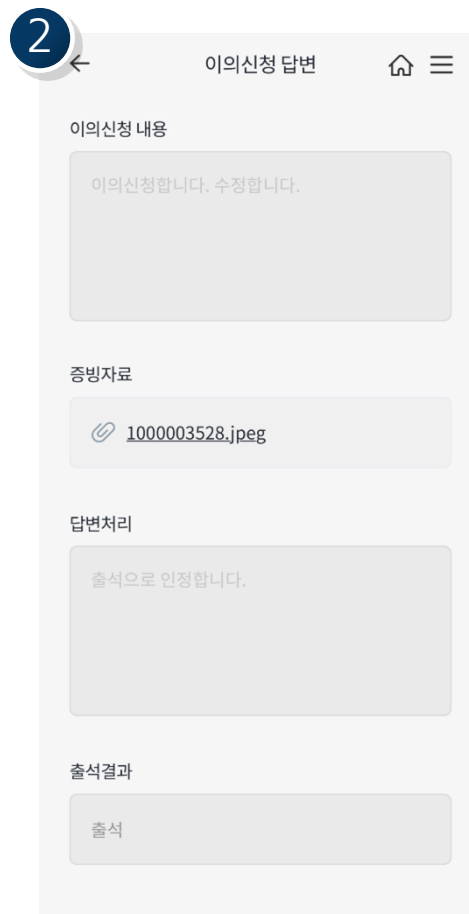 2
이의신청 답변
이의신청 내용
이의신청합니다. 수정합니다.
증빙자료
1000003528.jpeg
답변처리
출석으로 인정합니다.
출석결과
출석